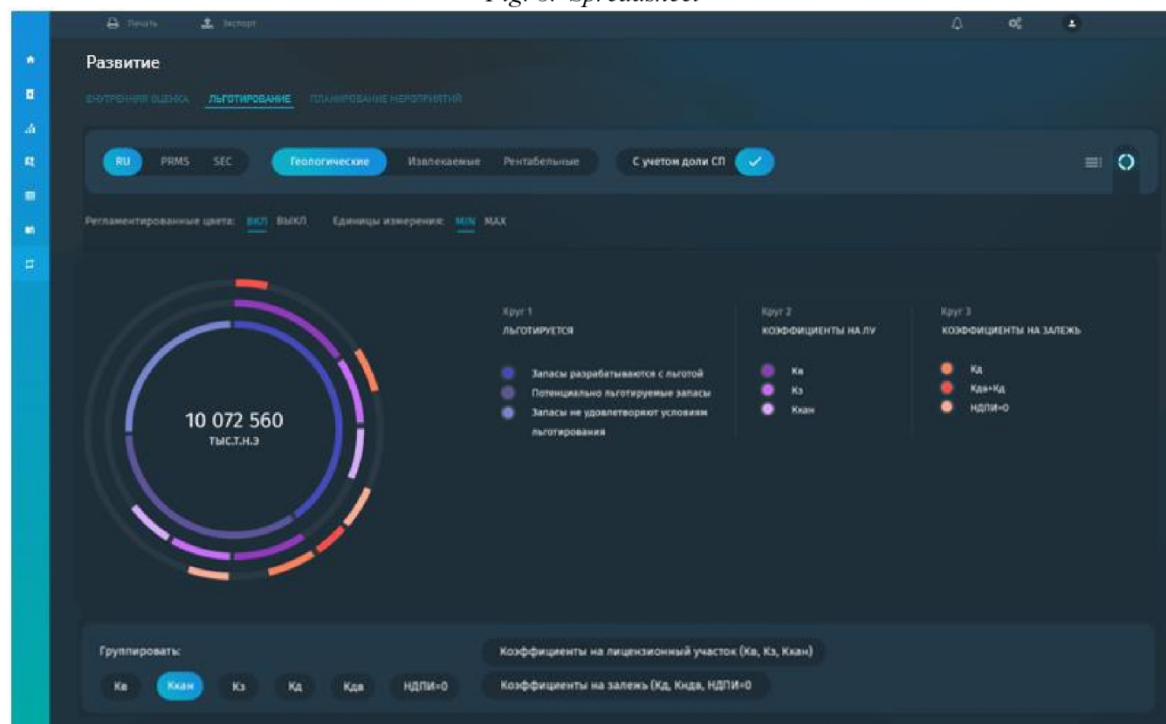 Fig. 8. Spreadsheet
Печать Экспорт
Развитие
ВНУТРЕННЯЯ ОЦЕНКА ЛЬГОТИРОВАНИЕ ПЛАНИРОВАНИЕ МЕРОПРИЯТИЙ
RU PRMS SEC Геологические Извлекаемые Рентабельные С учетом доли СП
Регламентированные цвета: ВКЛ ВЫКЛ Единицы измерения: MIN MAX
10 072 560
ТЫС.Т.Н.Э
Круг 1
ЛЬГОТИРУЕТСЯ
Запасы разрабатываются с льготой
Потенциально льготируемые запасы
Запасы не удовлетворяют условиям
льготирования
Круг 2
КОЭФФИЦИЕНТЫ НА ЛУ
Кв
Кз
Ккан
Круг 3
КОЭФФИЦИЕНТЫ НА ЗАЛЕЖЬ
Кд
Кдв+Кд
НДПИ=0
Группировать:
Кв Ккан Кз Кд Кдв НДПИ=0
Коэффициенты на лицензионный участок (Кв, Кз, Ккан)
Коэффициенты на залежь (Кд, Кндв, НДПИ=0